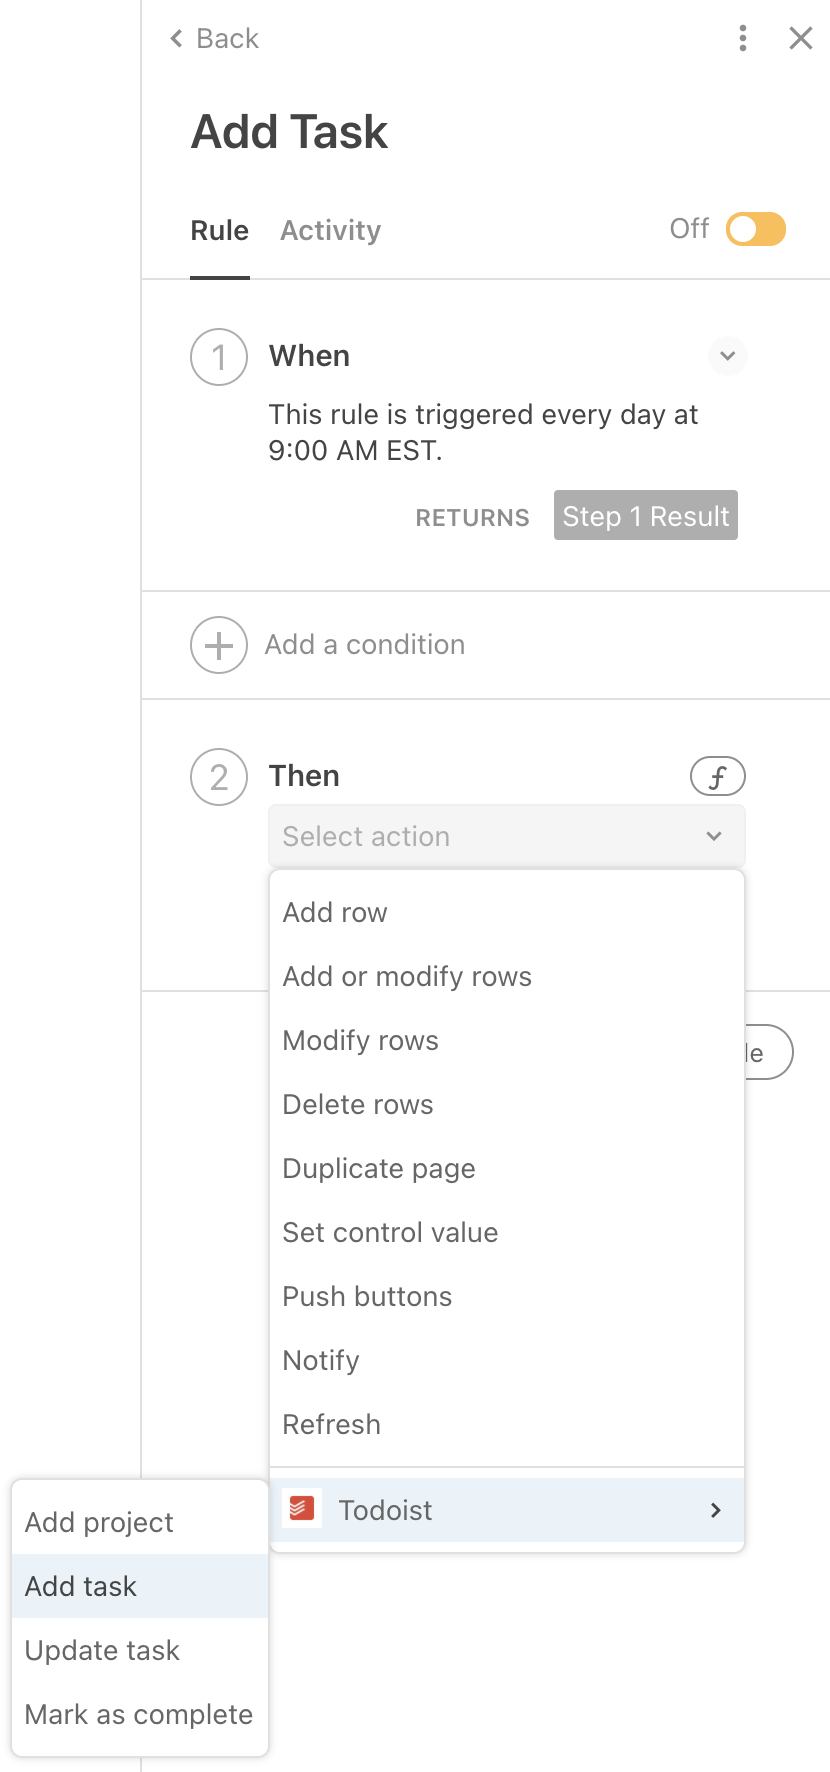 Back
Add Task
Rule
Activity
Off
1
When
This rule is triggered every day at
9:00 AM EST.
RETURNS
Step 1 Result
Add a condition
2
Then
Select action
Add row
Add or modify rows
Modify rows
Delete rows
Duplicate page
Set control value
Push buttons
Notify
Refresh
Todoist
Add project
Add task
Update task
Mark as complete